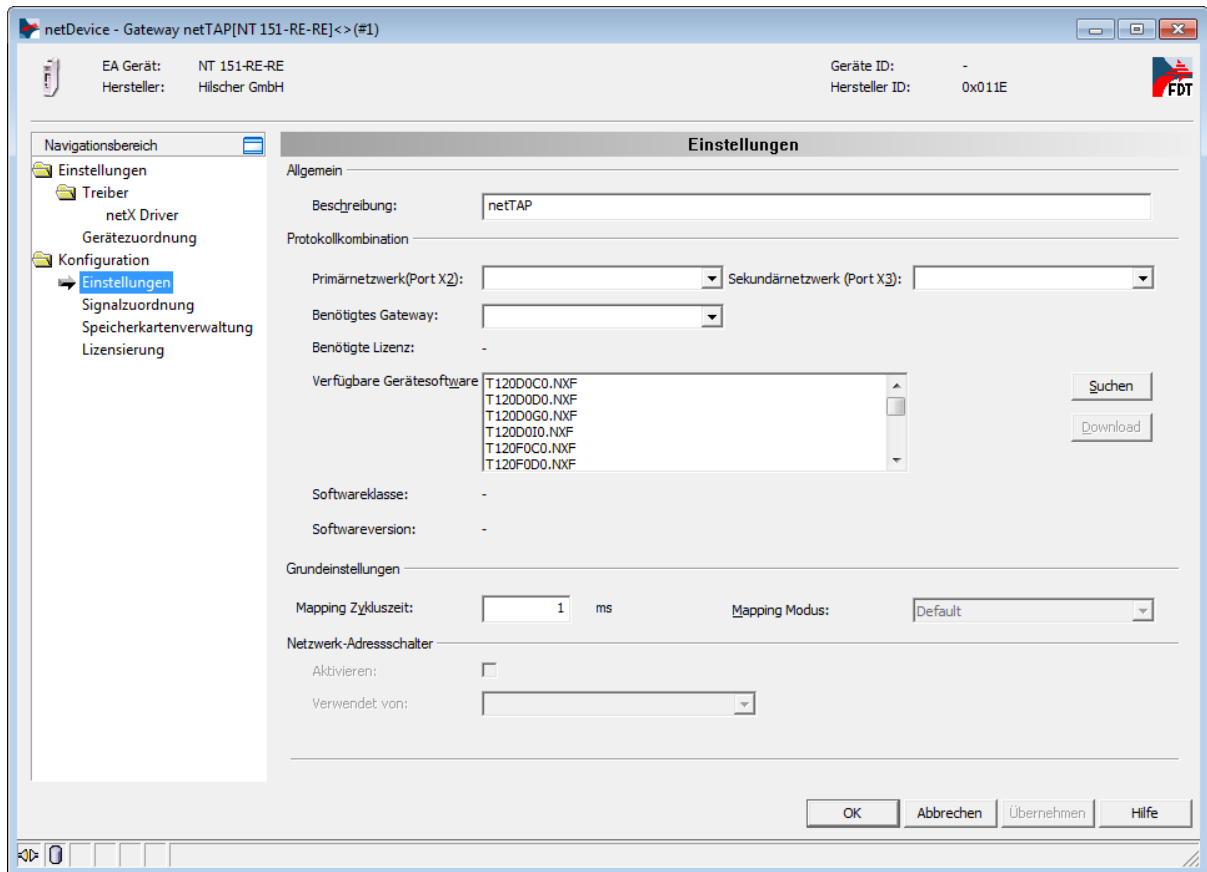 netDevice - Gateway netTAP[NT 151-RE-RE]<>(#1)
EA Gerät: NT 151-RE-RE Geräte ID: -
Hersteller: Hilscher GmbH Hersteller ID: 0x011E
FDT
Navigationsbereich
Einstellungen
Treiber
netX Driver
Gerätezuordnung
Konfiguration
Einstellungen
Signalzuordnung
Speicherkartenverwaltung
Lizensierung
Einstellungen
Allgemein
Beschreibung: netTAP
Protokollkombination
Primärnetzwerk(Port X2): Sekundärnetzwerk (Port X3):
Benötigtes Gateway:
Benötigte Lizenz: -
Verfügbare Gerätesoftware
T120D0C0.NXF
T120D0D0.NXF
T120D0G0.NXF
T120D0I0.NXF
T120F0C0.NXF
T120F0D0.NXF
Suchen
Download
Softwareklasse: -
Softwareversion: -
Grundeinstellungen
Mapping Zykluszeit: 1 ms Mapping Modus: Default
Netzwerk-Adressschalter
Aktivieren:
Verwendet von:
OK Abbrechen Übernehmen Hilfe